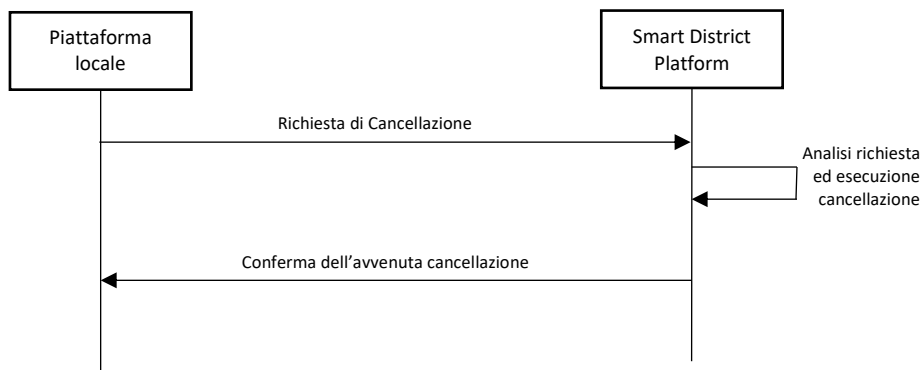 Piattaforma
locale
Smart District
Platform
Richiesta di Cancellazione
Analisi richiesta
ed esecuzione
cancellazione
Conferma dell’avvenuta cancellazione